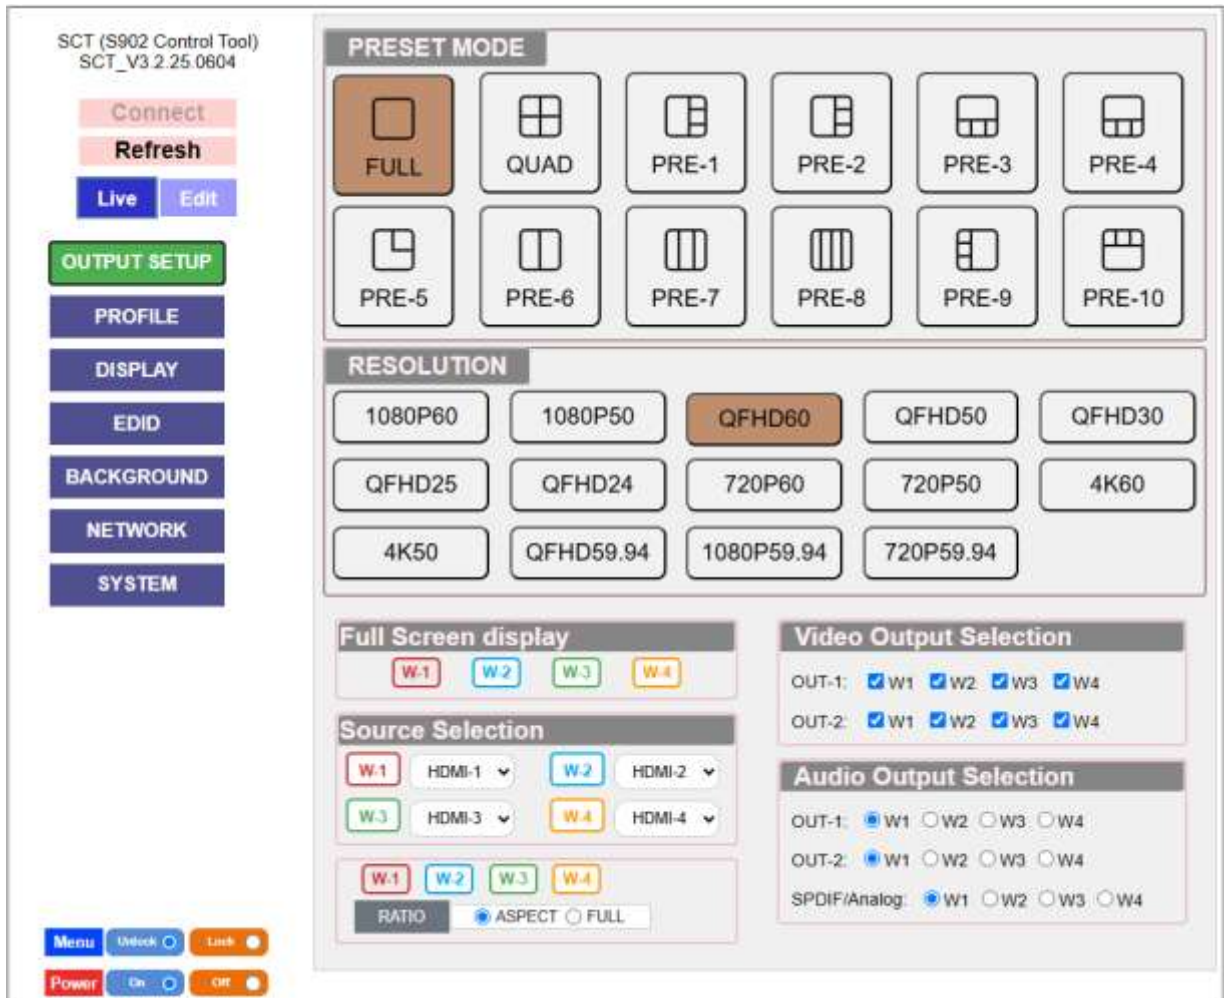 SCT (S902 Control Tool)
SCT_V3.2.25.0604
Connect
Refresh
Live Edit
OUTPUT SETUP
PROFILE
DISPLAY
EDID
BACKGROUND
NETWORK
SYSTEM
Menu Unlock Lock
Power On Off
PRESET MODE
FULL QUAD PRE-1 PRE-2 PRE-3 PRE-4
PRE-5 PRE-6 PRE-7 PRE-8 PRE-9 PRE-10
RESOLUTION
1080P60 1080P50 QFHD60 QFHD50 QFHD30
QFHD25 QFHD24 720P60 720P50 4K60
4K50 QFHD59.94 1080P59.94 720P59.94
Full Screen display
W-1 W-2 W-3 W-4
Source Selection
W-1 HDMI-1 W-2 HDMI-2
W-3 HDMI-3 W-4 HDMI-4
W-1 W-2 W-3 W-4
RATIO ASPECT FULL
Video Output Selection
OUT-1: W1 W2 W3 W4
OUT-2: W1 W2 W3 W4
Audio Output Selection
OUT-1: W1 W2 W3 W4
OUT-2: W1 W2 W3 W4
SPDIF/Analog: W1 W2 W3 W4